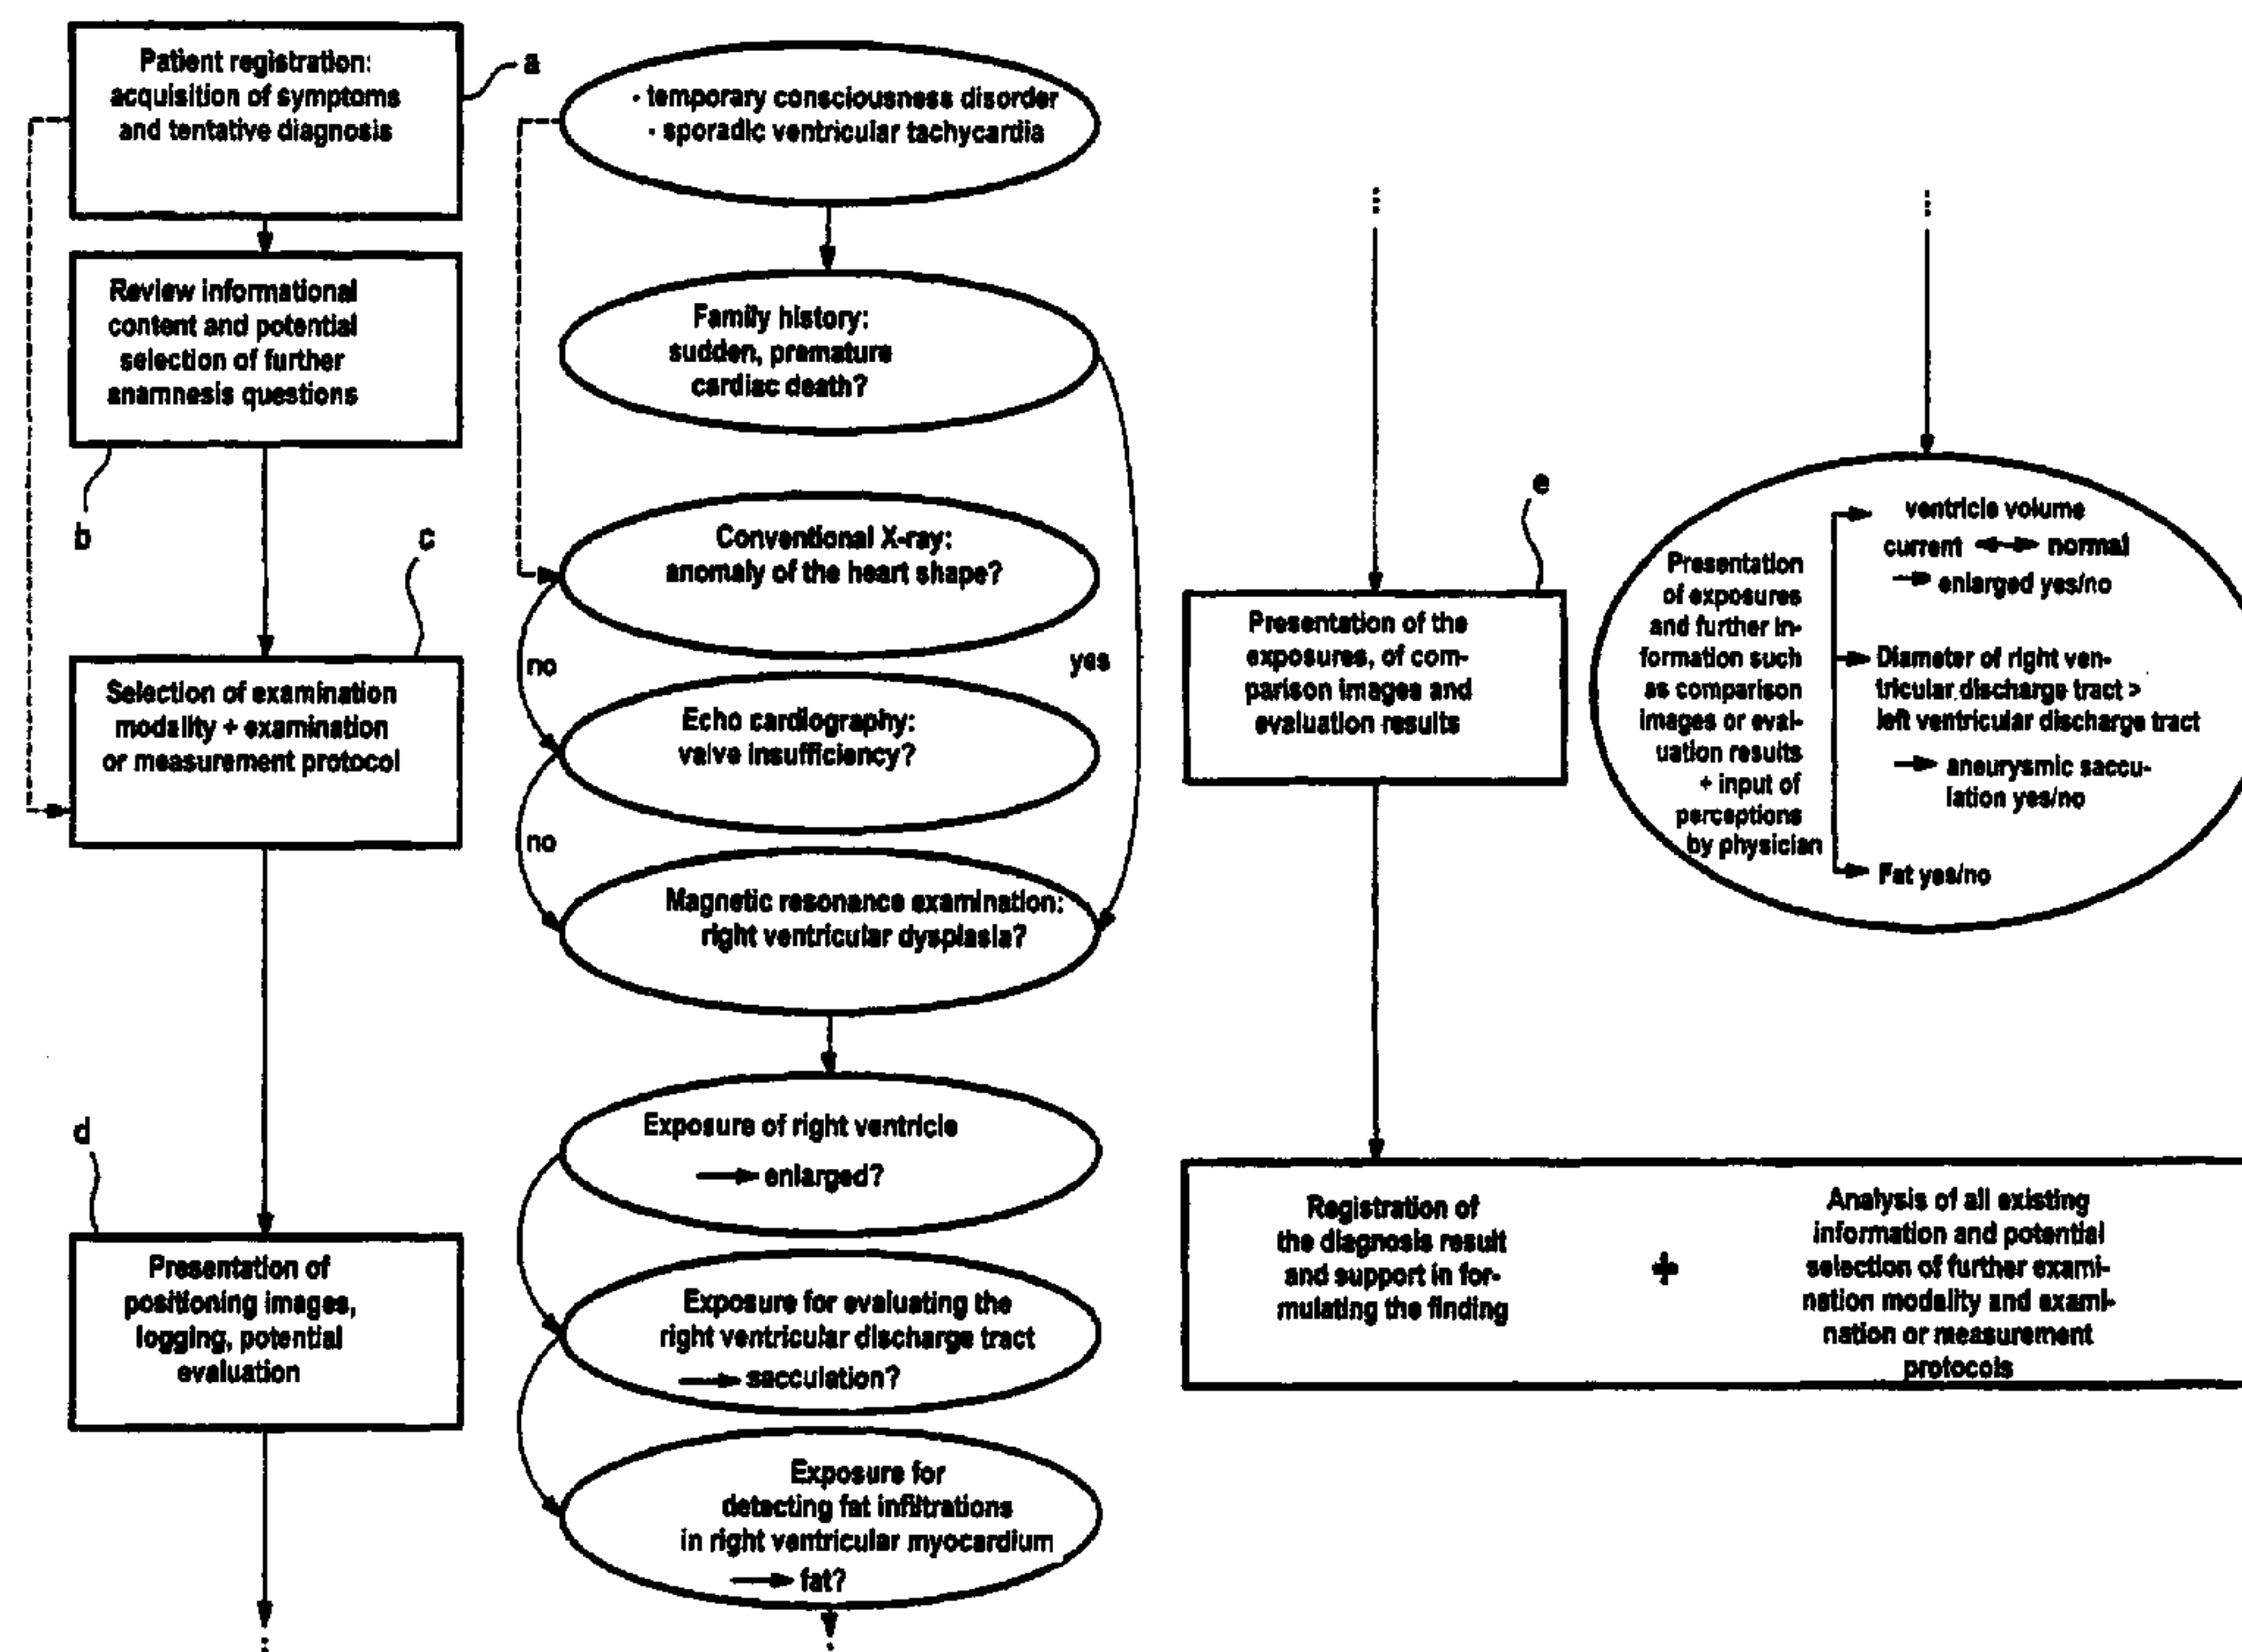 Patient registration:
acquisition of symptoms
and tentative diagnosis
a
Review informational
content and potential
selection of further
anamnesis questions
b
c
Selection of examination
modality + examination
or measurement protocol
d
Presentation of
positioning images,
logging, potential
evaluation
· temporary consciousness disorder
· sporadic ventricular tachycardia
Family history:
sudden, premature
cardiac death?
Conventional X-ray:
anomaly of the heart shape?
no
yes
Echo cardiography:
valve insufficiency?
no
Magnetic resonance examination:
right ventricular dysplasia?
Exposure of right ventricle
→ enlarged?
Exposure for evaluating the
right ventricular discharge tract
→ sacculation?
Exposure for
detecting fat infiltrations
in right ventricular myocardium
→ fat?
e
Presentation of the
exposures, of com-
parison images and
evaluation results
Presentation
of exposures
and further in-
formation such
as comparison
images or eval-
uation results
+ input of
perceptions
by physician
ventricle volume
current ↔ normal
→ enlarged yes/no
Diameter of right ven-
tricular discharge tract >
left ventricular discharge tract
→ aneurysmic saccu-
lation yes/no
Fat yes/no
Registration of
the diagnosis result
and support in for-
mulating the finding
+
Analysis of all existing
information and potential
selection of further exami-
nation modality and exami-
nation or measurement
protocols